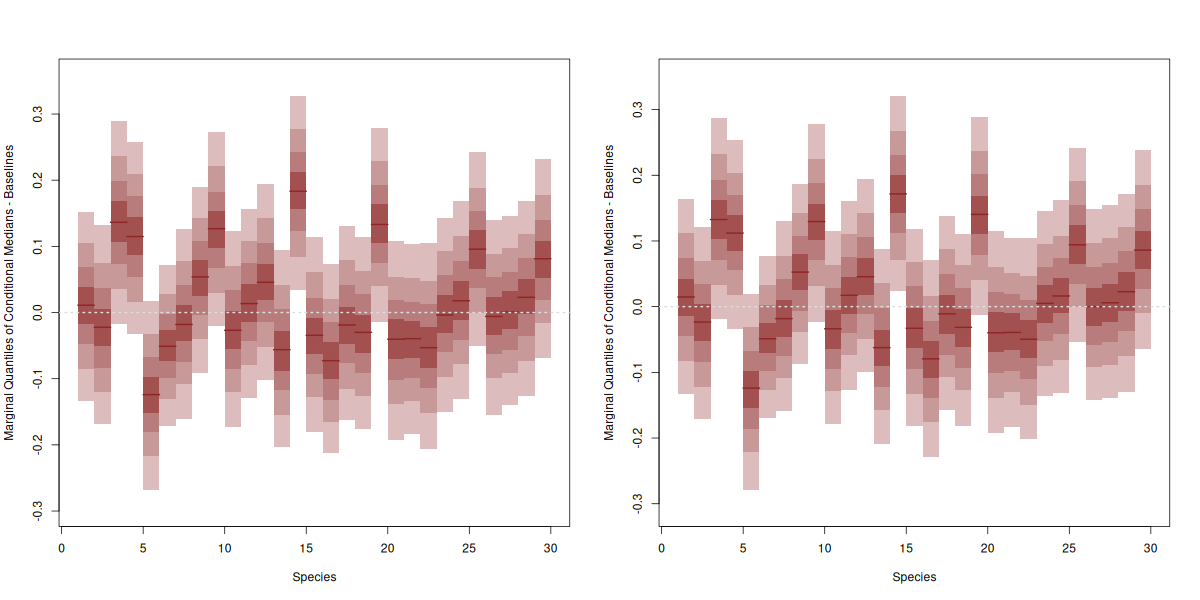 Marginal Quantiles of Conditional Medians - Baselines
0.3
0.2
0.1
0.0
-0.1
-0.2
-0.3
0 5 10 15 20 25 30
Species
Marginal Quantiles of Conditional Medians - Baselines
0.3
0.2
0.1
0.0
-0.1
-0.2
-0.3
0 5 10 15 20 25 30
Species